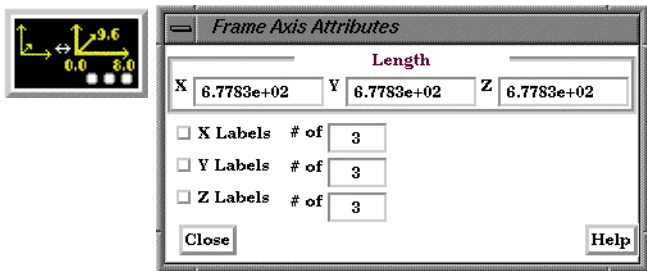 9.6
0.0 8.0
Frame Axis Attributes
Length
X 6.7783e+02 Y 6.7783e+02 Z 6.7783e+02
X Labels # of 3
Y Labels # of 3
Z Labels # of 3
Close Help